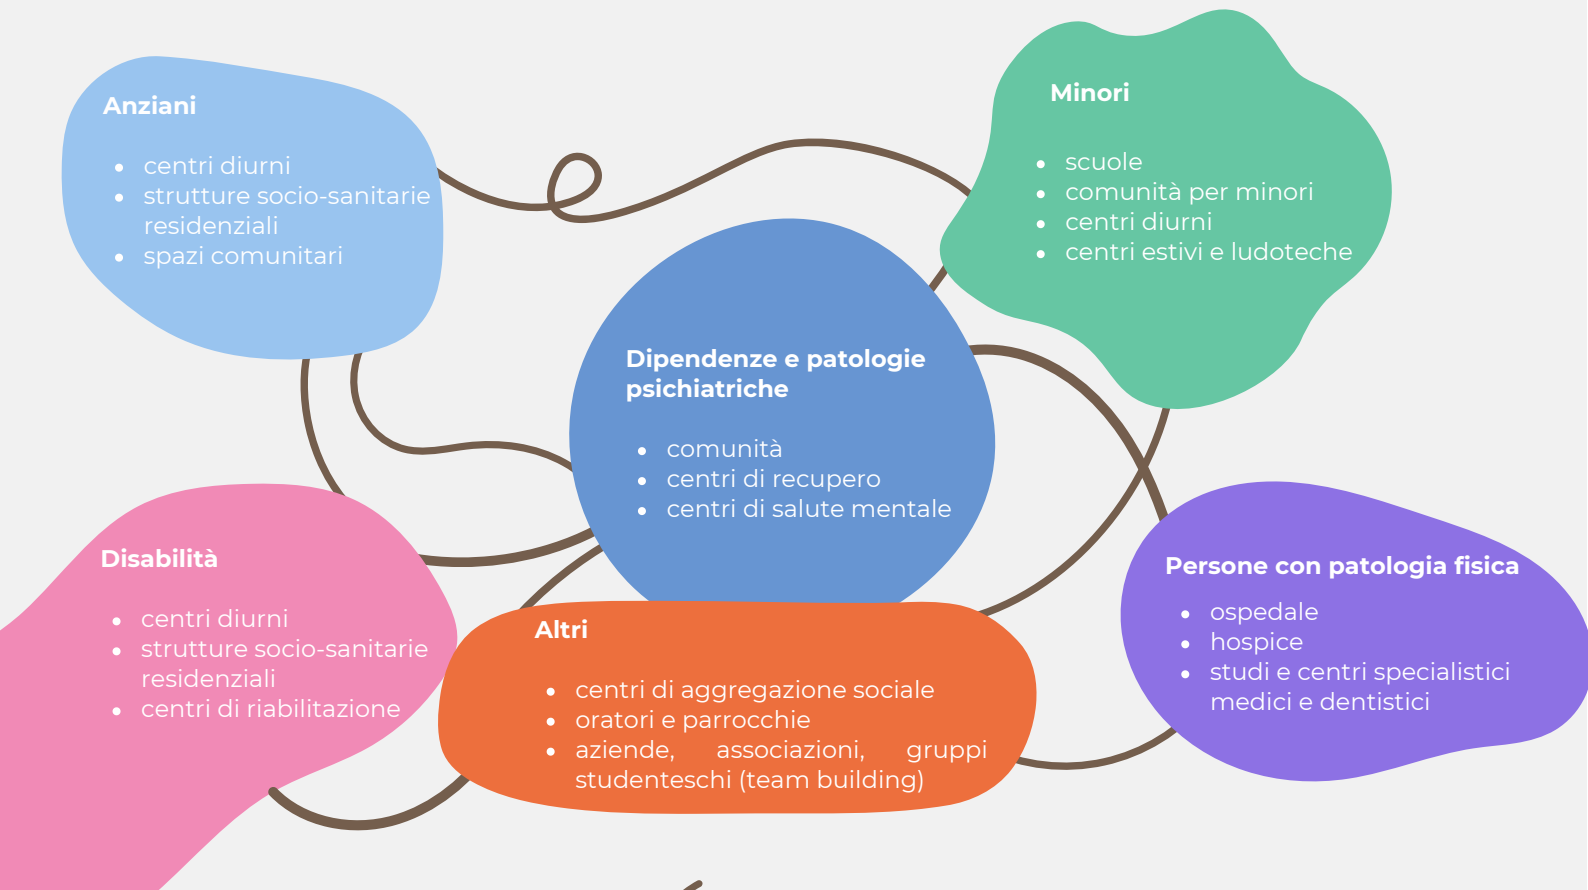 Anziani
• centri diurni
• strutture socio-sanitarie
residenziali
• spazi comunitari
Minori
• scuole
• comunità per minori
• centri diurni
• centri estivi e ludoteche
Dipendenze e patologie
psichiatriche
• comunità
• centri di recupero
• centri di salute mentale
Disabilità
• centri diurni
• strutture socio-sanitarie
residenziali
• centri di riabilitazione
Altri
• centri di aggregazione sociale
• oratori e parrocchie
• aziende, associazioni, gruppi
studenteschi (team building)
Persone con patologia fisica
• ospedale
• hospice
• studi e centri specialistici
medici e dentistici